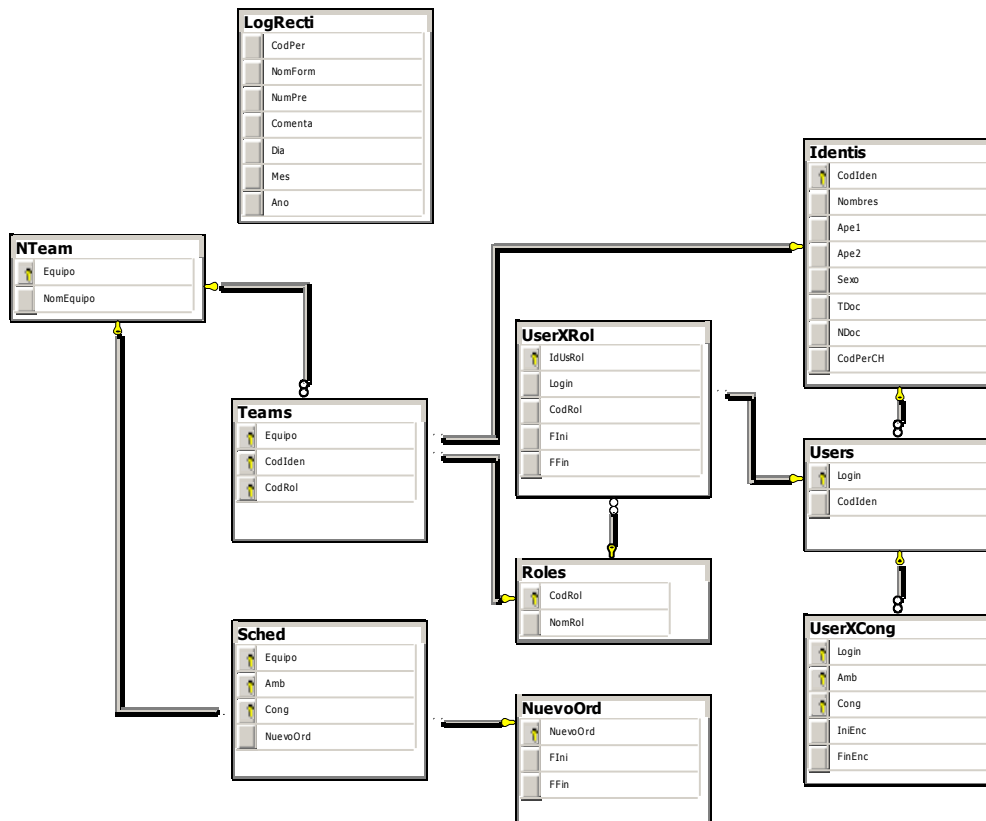 LogRecti
CodPer
NomForm
NumPre
Comenta
Dia
Mes
Ano
NTeam
Equipo
NomEquipo
Teams
Equipo
CodIden
CodRol
Sched
Equipo
Amb
Cong
NuevoOrd
UserXRol
IdUsRol
Login
CodRol
FIni
FFin
Roles
CodRol
NomRol
NuevoOrd
NuevoOrd
FIni
FFin
Identis
CodIden
Nombres
Ape1
Ape2
Sexo
TDoc
NDoc
CodPerCH
Users
Login
CodIden
UserXCong
Login
Amb
Cong
IniEnc
FinEnc